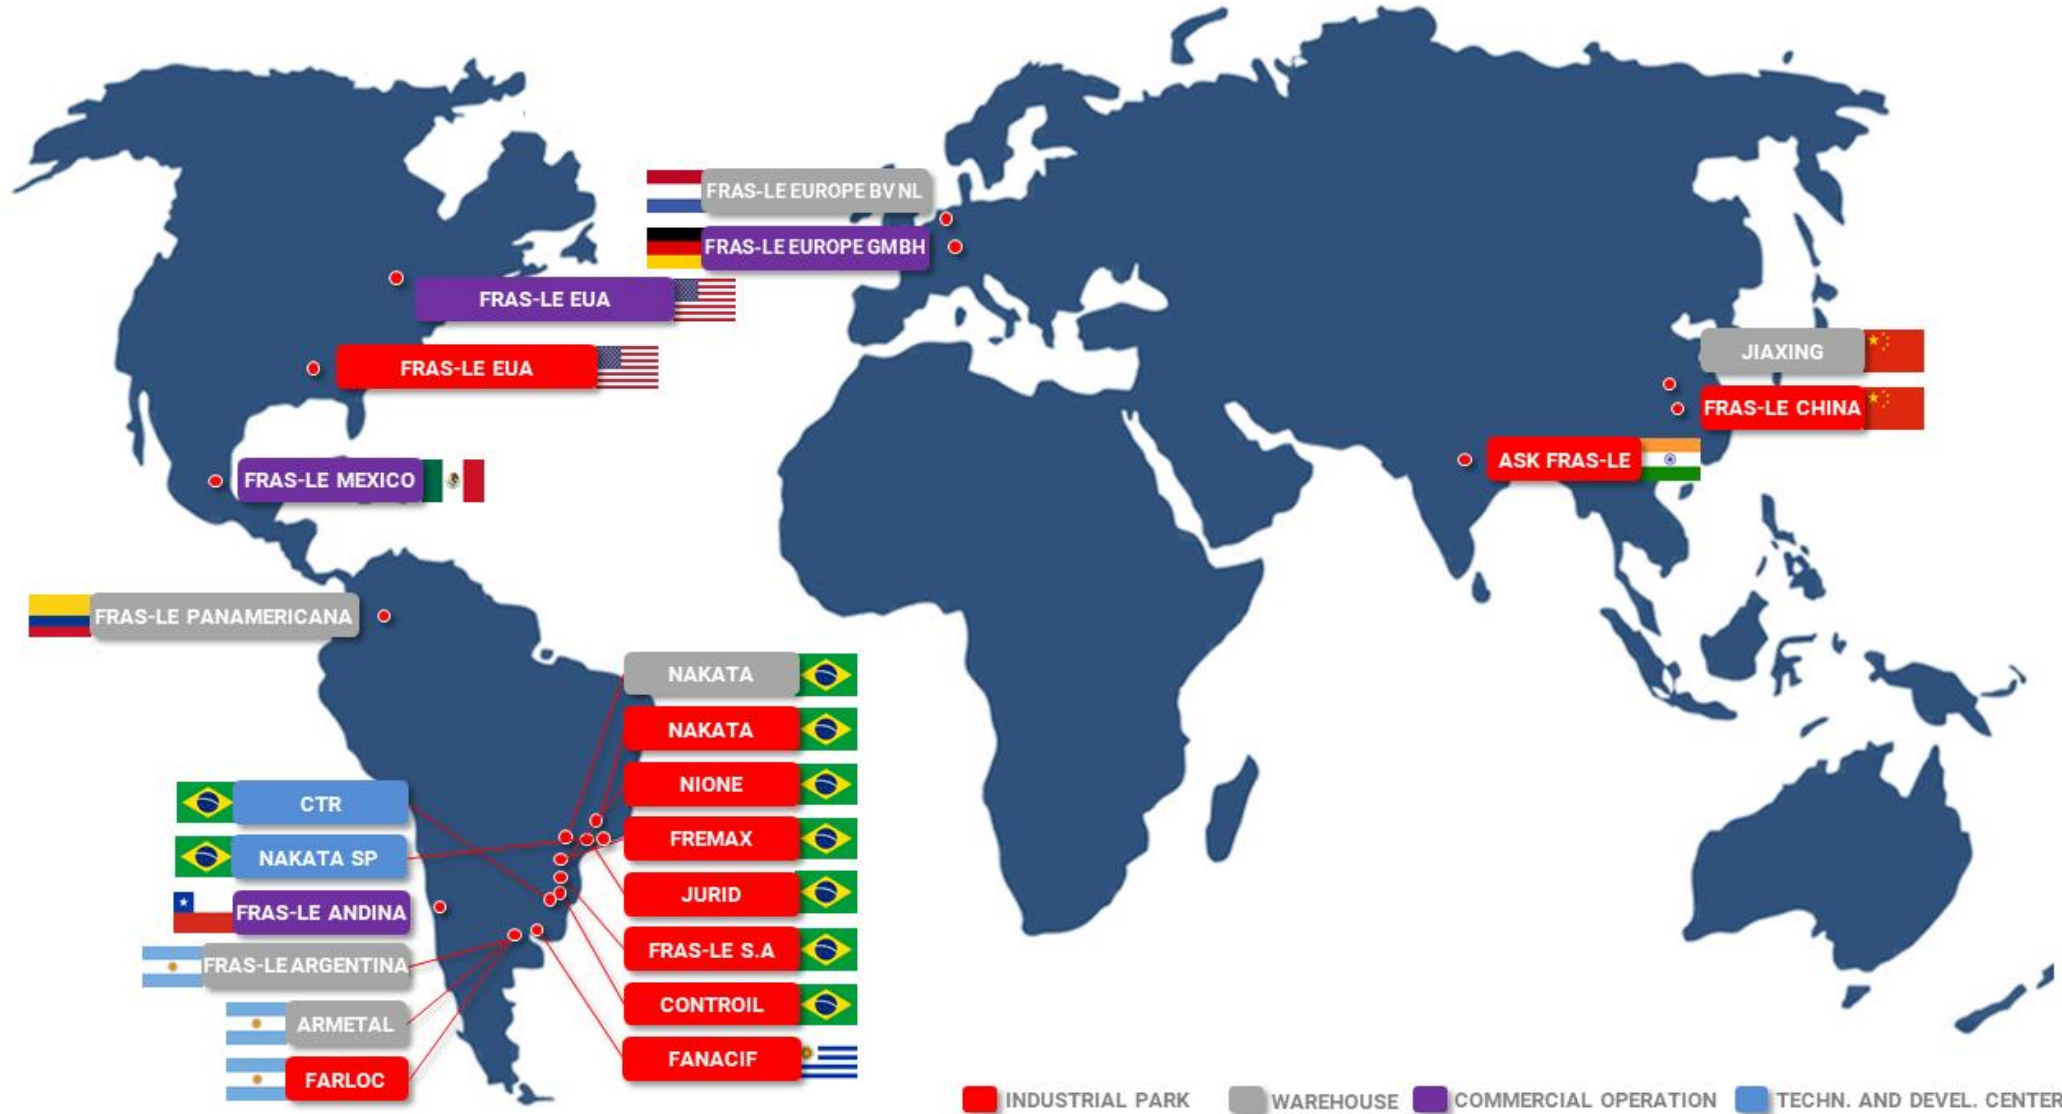 FRAS-LE EUROPE BV NL
FRAS-LE EUROPE GMBH
FRAS-LE EUA
FRAS-LE EUA
JIAXING
FRAS-LE CHINA
ASK FRAS-LE
FRAS-LE MEXICO
FRAS-LE PANAMERICANA
NAKATA
NAKATA
NIONE
FREMAX
JURID
FRAS-LE S.A
CONTROIL
FANACIF
CTR
NAKATA SP
FRAS-LE ANDINA
FRAS-LE ARGENTINA
ARMETAL
FARLOC
INDUSTRIAL PARK
WAREHOUSE
COMMERCIAL OPERATION
TECHN. AND DEVEL. CENTER